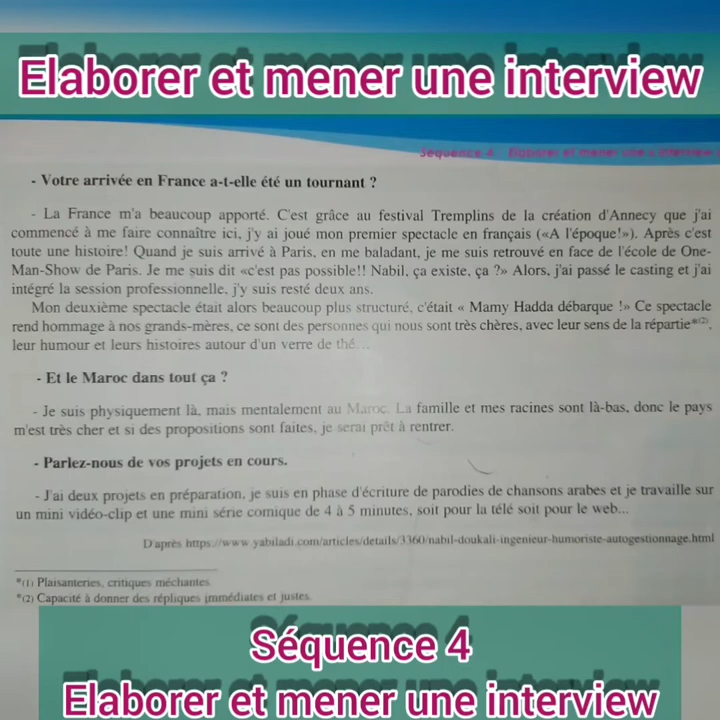 Elaborer et mener une interview
Séquence 4 Elaborer et mener une interview
- Votre arrivée en France a-t-elle été un tournant ?
- La France m'a beaucoup apporté. C'est grâce au festival Tremplins de la création d'Annecy que j'ai
commencé à me faire connaître ici, j'y ai joué mon premier spectacle en français («A l'époque!»). Après c'est
toute une histoire! Quand je suis arrivé à Paris, en me baladant, je me suis retrouvé en face de l'école de One-
Man-Show de Paris. Je me suis dit «c'est pas possible!! Nabil, ça existe, ça ?» Alors, j'ai passé le casting et j'ai
intégré la session professionnelle, j'y suis resté deux ans.
Mon deuxième spectacle était alors beaucoup plus structuré, c'était « Mamy Hadda débarque !» Ce spectacle
rend hommage à nos grands-mères, ce sont des personnes qui nous sont très chères, avec leur sens de la répartie*(2),
leur humour et leurs histoires autour d'un verre de thé...
- Et le Maroc dans tout ça ?
- Je suis physiquement là, mais mentalement au Maroc. La famille et mes racines sont là-bas, donc le pays
m'est très cher et si des propositions sont faites, je serai prêt à rentrer.
- Parlez-nous de vos projets en cours.
- J'ai deux projets en préparation, je suis en phase d'écriture de parodies de chansons arabes et je travaille sur
un mini vidéo-clip et une mini série comique de 4 à 5 minutes, soit pour la télé soit pour le web...
D'après https://www.yabiladi.com/articles/details/3360/nabil-doukali-ingenieur-humoriste-autogestionnage.html
*(1) Plaisanteries, critiques méchantes.
*(2) Capacité à donner des répliques immédiates et justes.
Séquence 4
Elaborer et mener une interview